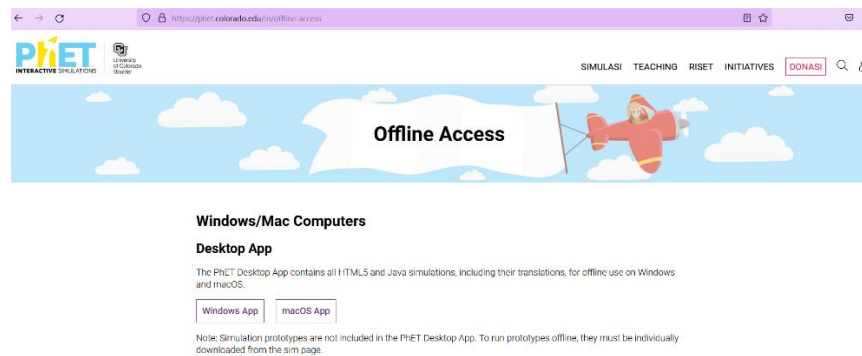 https://phet.colorado.edu/in/offline-access
PhET
INTERACTIVE SIMULATIONS
University
of Colorado
Boulder
SIMULASI TEACHING RISET INITIATIVES DONASI
Offline Access
Windows/Mac Computers
Desktop App
The PhET Desktop App contains all HTML5 and Java simulations, including their translations, for offline use on Windows
and macOS.
Windows App macOS App
Note: Simulation prototypes are not included in the PhET Desktop App. To run prototypes offline, they must be individually
downloaded from the sim page.